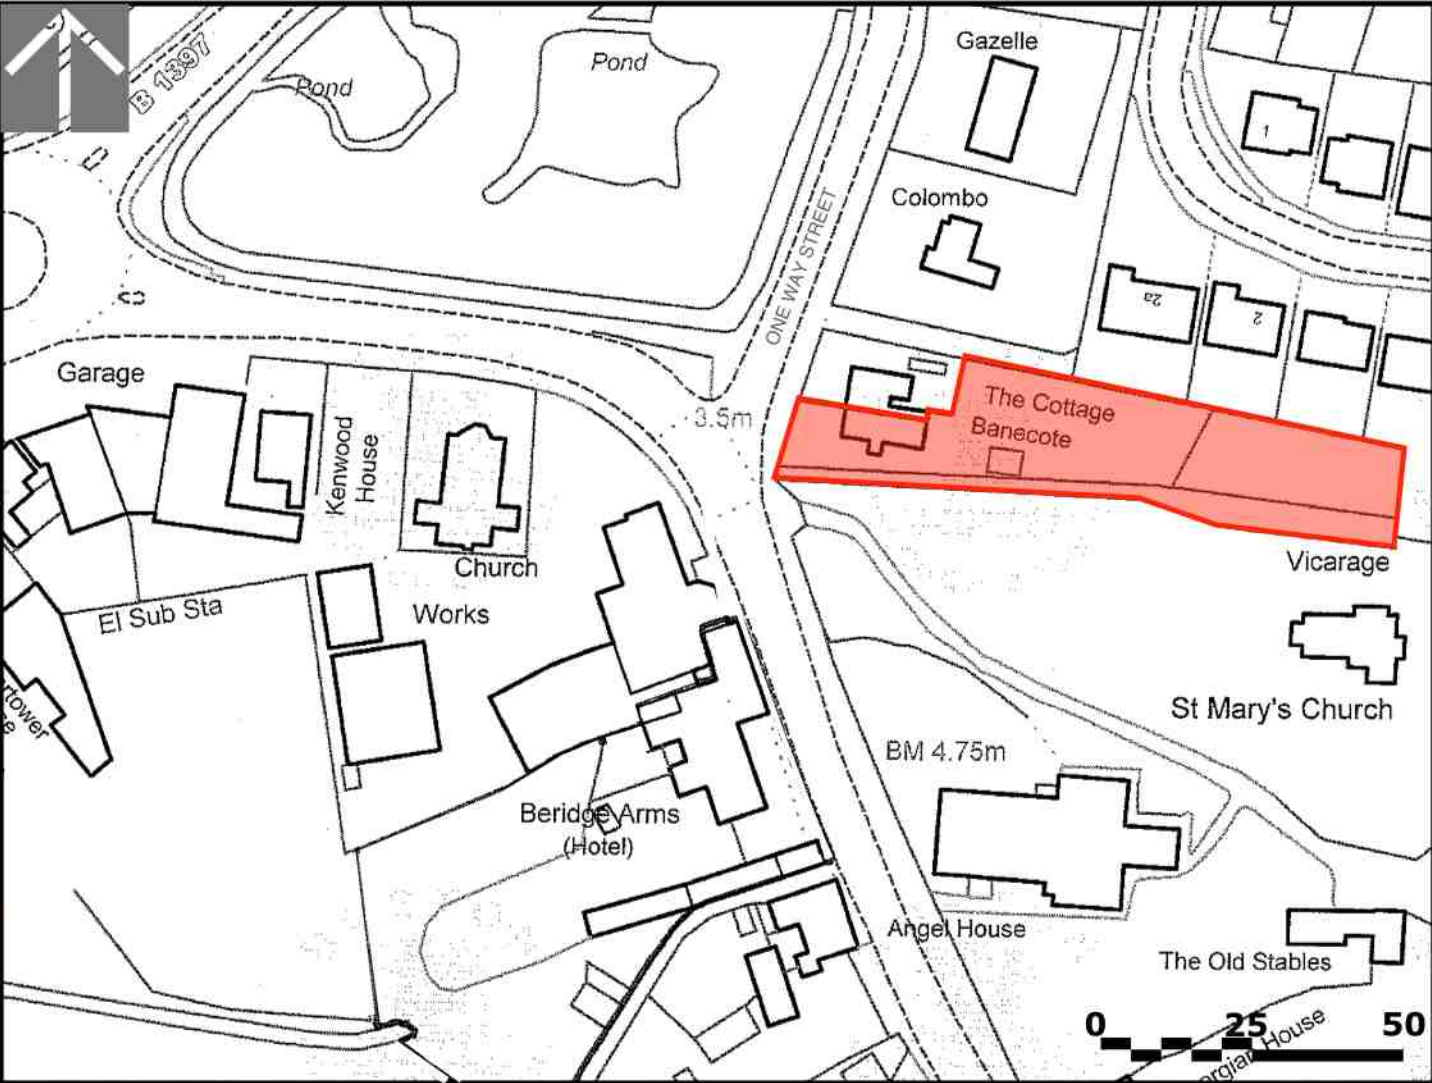 B 1397
Pond
Pond
Gazelle
1
Colombo
ONE WAY STREET
2a
2
Garage
Kenwood
House
3.5m
The Cottage
Banecote
Church
Vicarage
El Sub Sta
Works
St Mary's Church
BM 4.75m
Beridge Arms
(Hotel)
Angel House
The Old Stables
0 25 50
House